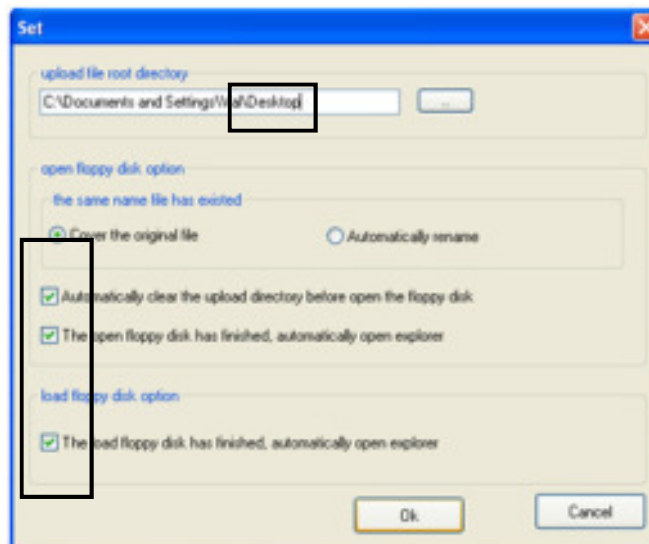 Set
upload file root directory
C:\Documents and Settings\Wal\Desktop
..
open floppy disk option
the same name file has existed
Cover the original file
Automatically rename
Automatically clear the upload directory before open the floppy disk
The open floppy disk has finished, automatically open explorer
load floppy disk option
The load floppy disk has finished, automatically open explorer
Ok
Cancel